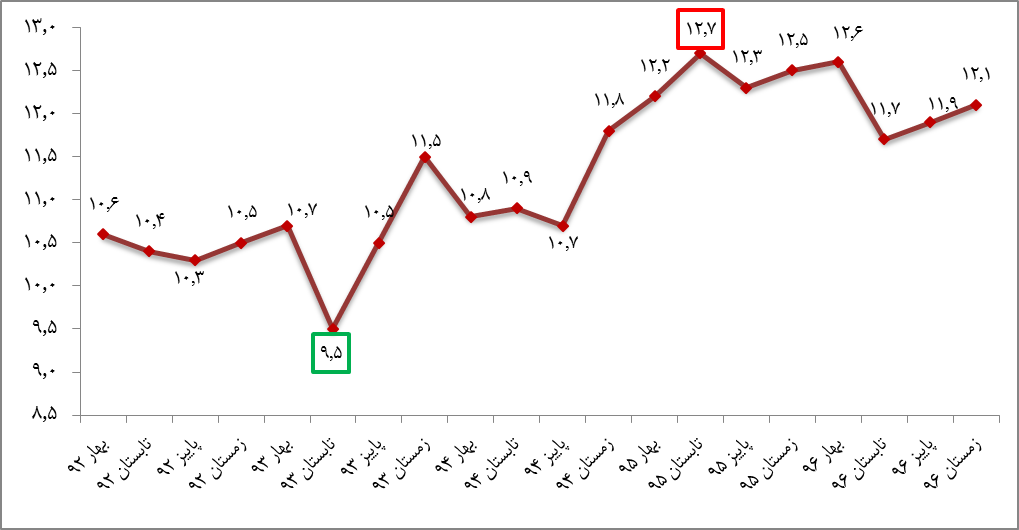 ۱۳,۰
۱۲,۵
۱۲,۰
۱۱,۵
۱۱,۰
۱۰,۵
۱۰,۰
۹,۵
۹,۰
۸,۵
۱۰,۶
۱۰,۴
۱۰,۳
۱۰,۵
۱۰,۷
۹,۵
۱۰,۵
۱۱,۵
۱۰,۸
۱۰,۹
۱۰,۷
۱۱,۸
۱۲,۲
۱۲,۷
۱۲,۳
۱۲,۵
۱۲,۶
۱۱,۷
۱۱,۹
۱۲,۱
بهار ۹۲
تابستان ۹۲
پاییز ۹۲
زمستان ۹۲
بهار ۹۳
تابستان ۹۳
پاییز ۹۳
زمستان ۹۳
بهار ۹۴
تابستان ۹۴
پاییز ۹۴
زمستان ۹۴
بهار ۹۵
تابستان ۹۵
پاییز ۹۵
زمستان ۹۵
بهار ۹۶
تابستان ۹۶
پاییز ۹۶
زمستان ۹۶